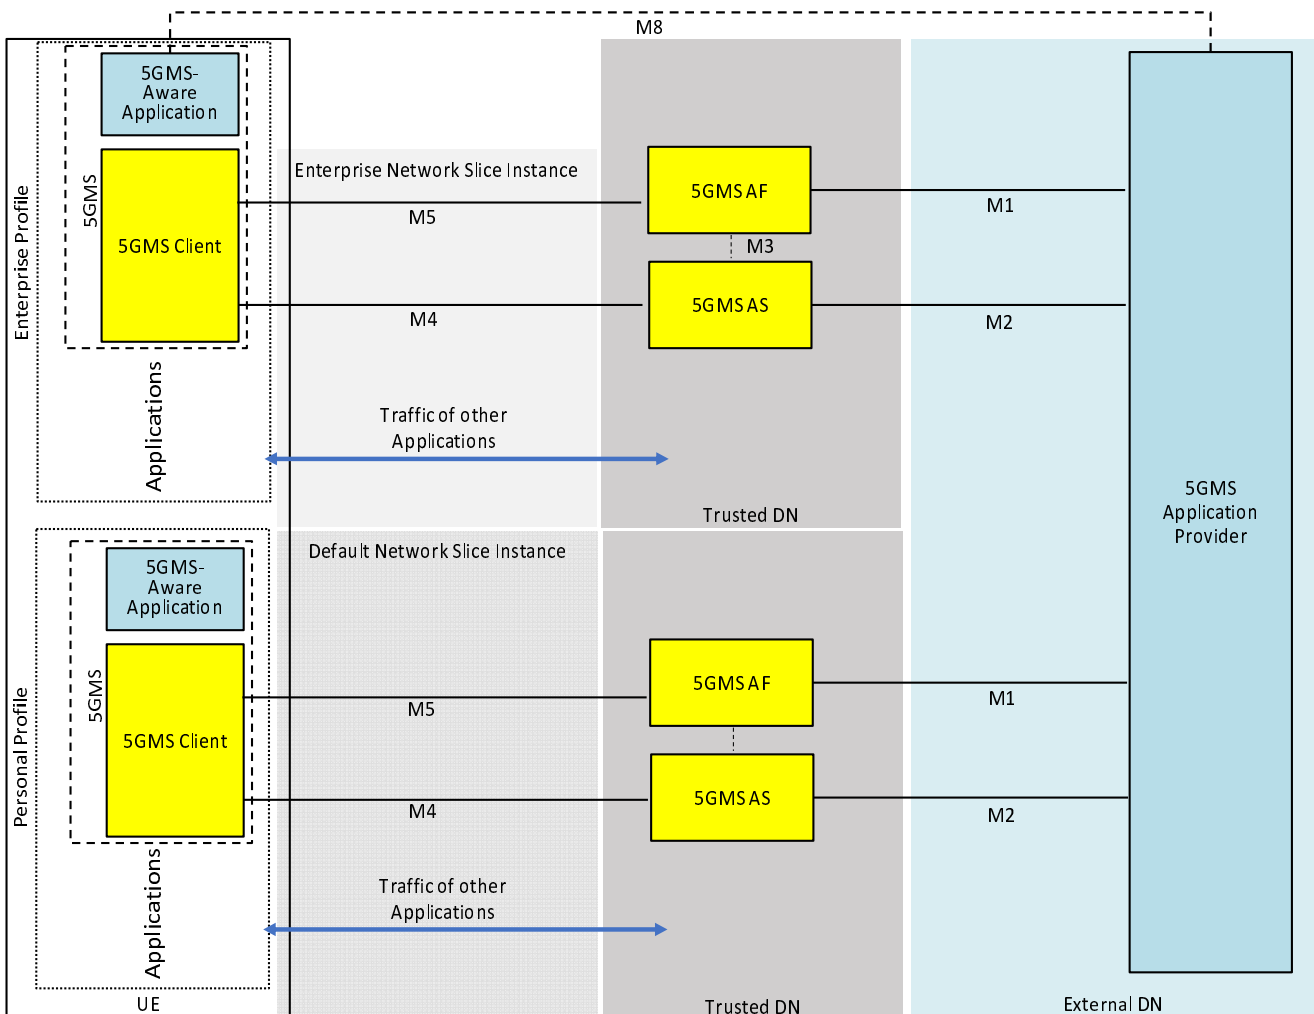 M8
5GMS-
Aware
Application
Enterprise Profile
5GMS
5GMS Client
Applications
Enterprise Network Slice Instance
M5
M4
Traffic of other
Applications
5GMS AF
M3
5GMS AS
Trusted DN
M1
M2
5GMS
Application
Provider
Default Network Slice Instance
5GMS-
Aware
Application
Personal Profile
5GMS
5GMS Client
Applications
M5
M4
Traffic of other
Applications
5GMS AF
5GMS AS
M1
M2
UE
Trusted DN
External DN